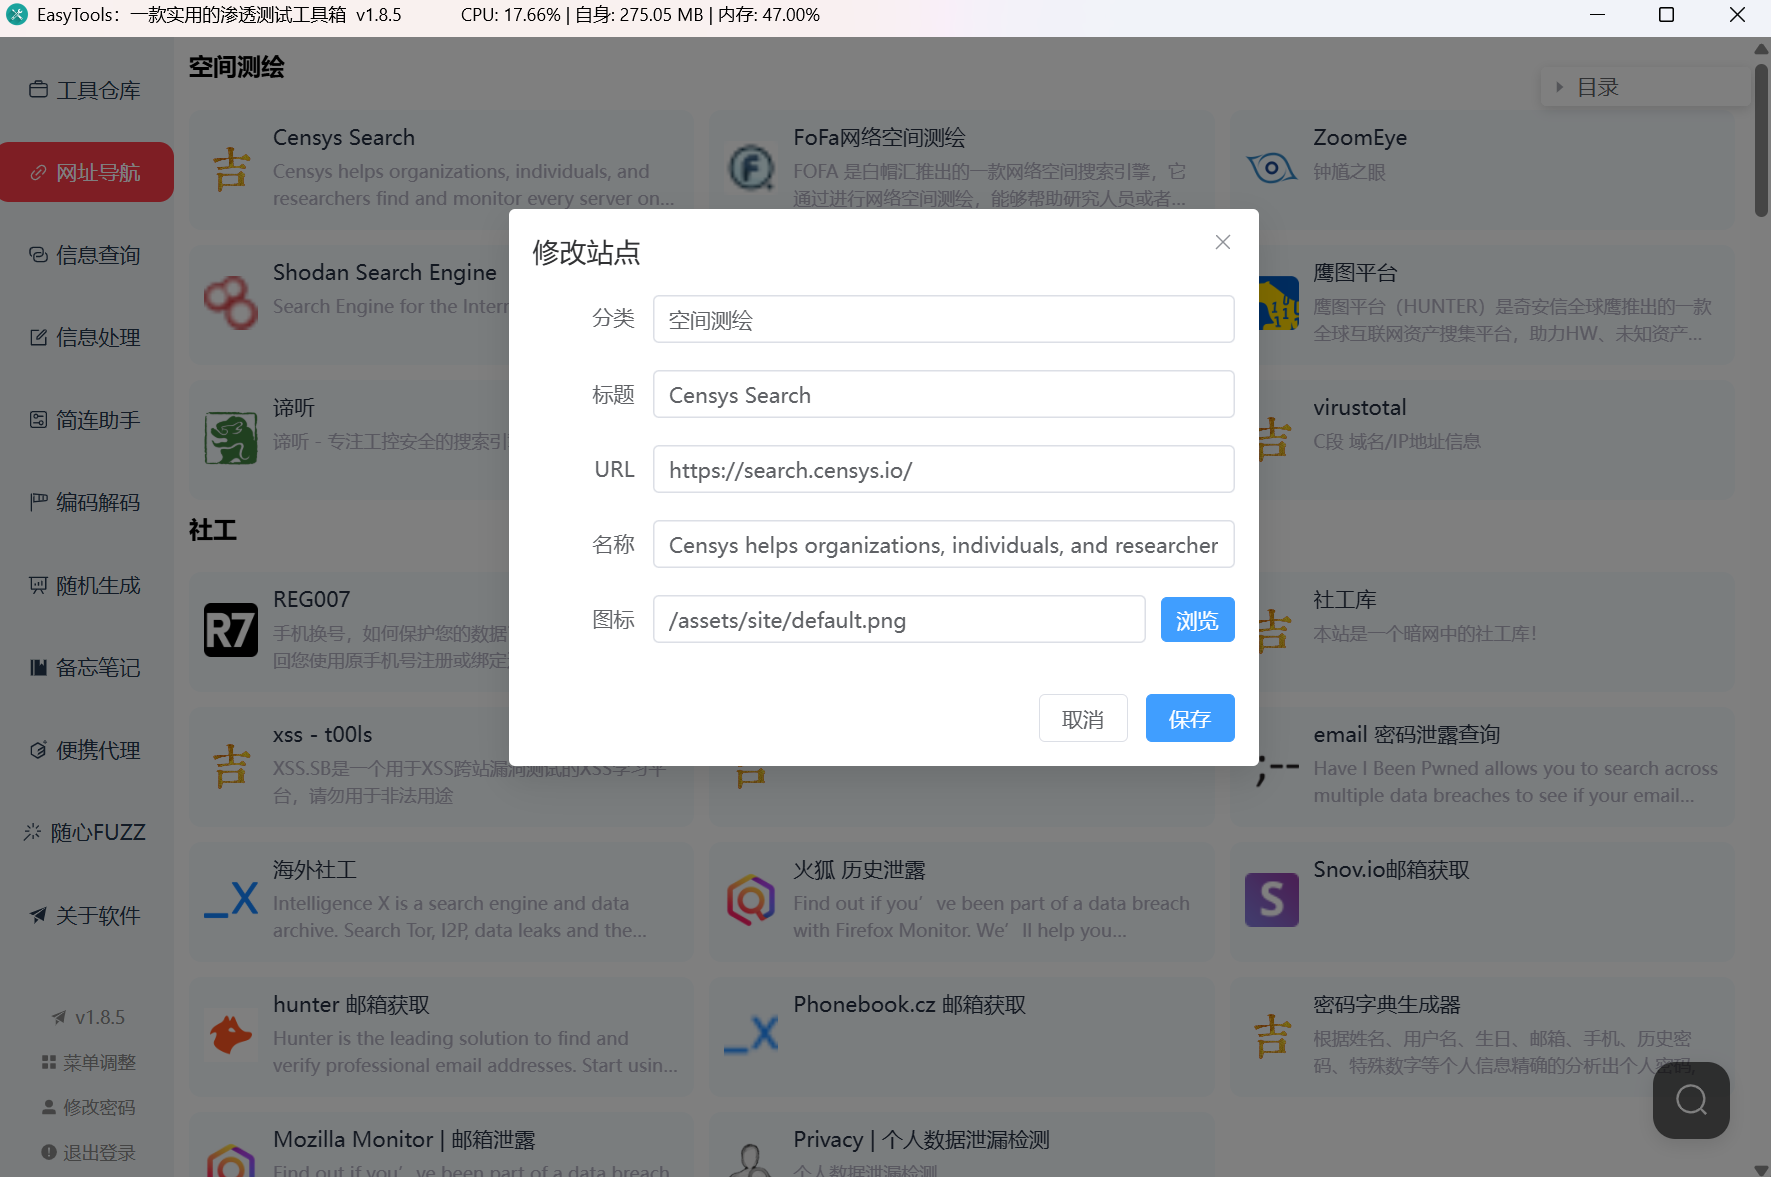 EasyTools：一款实用的渗透测试工具箱 v1.8.5
CPU: 17.66% | 自身: 275.05 MB | 内存: 47.00%
工具仓库
网址导航
信息查询
信息处理
简连助手
编码解码
随机生成
备忘笔记
便携代理
随心FUZZ
关于软件
v1.8.5
菜单调整
修改密码
退出登录
空间测绘
目录
Censys Search
Censys helps organizations, individuals, and
researchers find and monitor every server on...
FoFa网络空间测绘
FOFA 是白帽汇推出的一款网络空间搜索引擎，它
通过进行网络空间测绘，能够帮助研究人员或者...
ZoomEye
钟馗之眼
Shodan Search Engine
Search Engine for the Inter
鹰图平台
鹰图平台（HUNTER）是奇安信全球鹰推出的一款
全球互联网资产搜集平台，助力HW、未知资产...
谛听
谛听 - 专注工控安全的搜索引
virustotal
C段 域名/IP地址信息
修改站点
分类
空间测绘
标题
Censys Search
URL
https://search.censys.io/
名称
Censys helps organizations, individuals, and researcher
图标
/assets/site/default.png
浏览
取消
保存
社工
REG007
手机换号，如何保护您的数据
回您使用原手机号注册或绑定
社工库
本站是一个暗网中的社工库！
xss - t00ls
XSS.SB是一个用于XSS跨站漏洞测试的XSS学习平
台，请勿用于非法用途
email 密码泄露查询
Have I Been Pwned allows you to search across
multiple data breaches to see if your email...
海外社工
Intelligence X is a search engine and data
archive. Search Tor, I2P, data leaks and the...
火狐 历史泄露
Find out if you’ve been part of a data breach
with Firefox Monitor. We’ll help you...
Snov.io邮箱获取
hunter 邮箱获取
Hunter is the leading solution to find and
verify professional email addresses. Start usin...
Phonebook.cz 邮箱获取
密码字典生成器
根据姓名、用户名、生日、邮箱、手机、历史密
码、特殊数字等个人信息精确的分析出个人密码,
Mozilla Monitor | 邮箱泄露
Find out if you’ve been part of a data breach
Privacy | 个人数据泄漏检测
个人数据泄漏检测